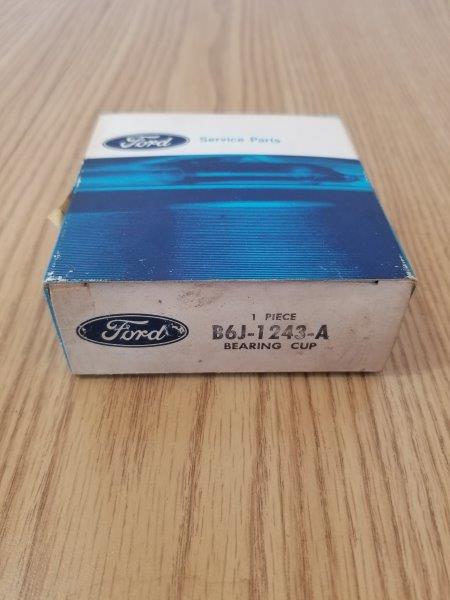 Ford
Service Parts
Ford
1 PIECE
B6J-1243-A
BEARING CUP